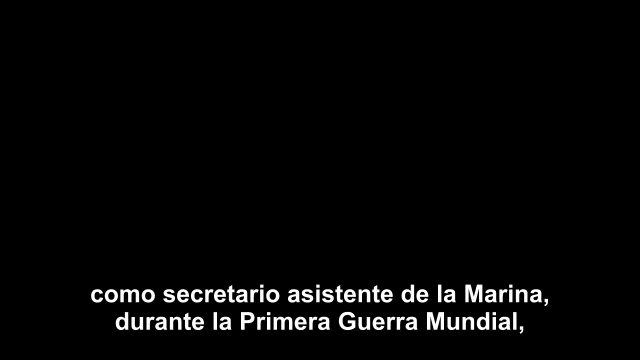 como secretario asistente de la Marina,
durante la Primera Guerra Mundial,